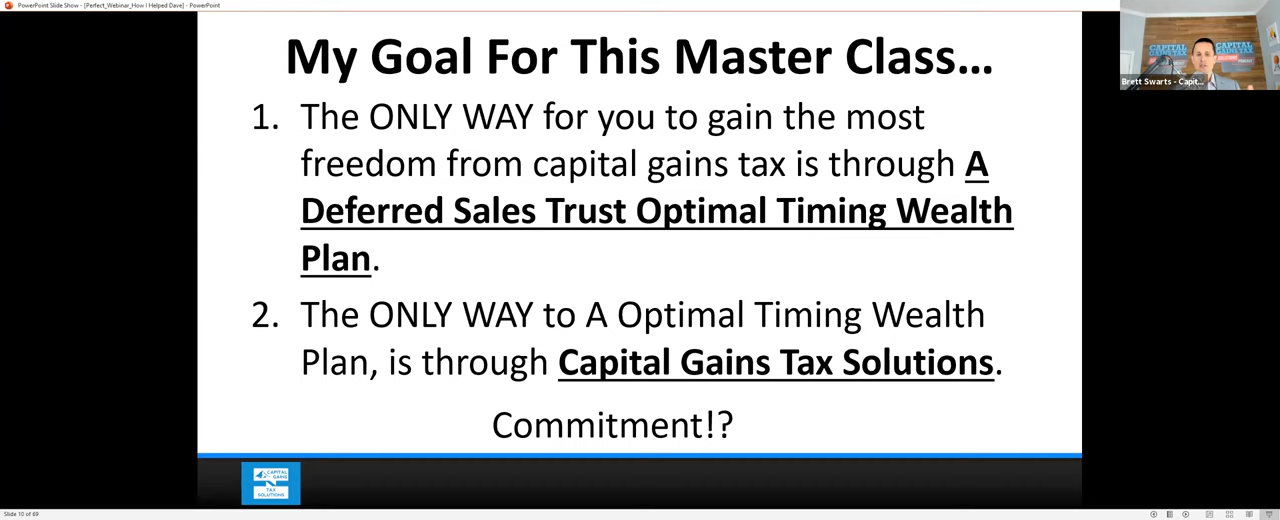 PowerPoint Slide Show - [Perfect_Webinar_How I Helped Dave] - PowerPoint
My Goal For This Master Class...
CAPITAL GAINS TAX
Brett Swarts - Capit...
1. The ONLY WAY for you to gain the most
freedom from capital gains tax is through A
Deferred Sales Trust Optimal Timing Wealth
Plan.
2. The ONLY WAY to A Optimal Timing Wealth
Plan, is through Capital Gains Tax Solutions.
Commitment!?
CAPITAL
GAINS
TAX
SOLUTIONS
Slide 10 of 69